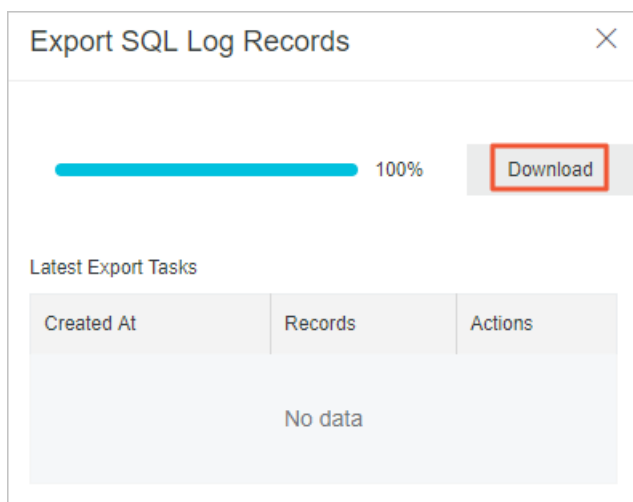 Export SQL Log Records
100% Download
Latest Export Tasks
Created At Records Actions
No data